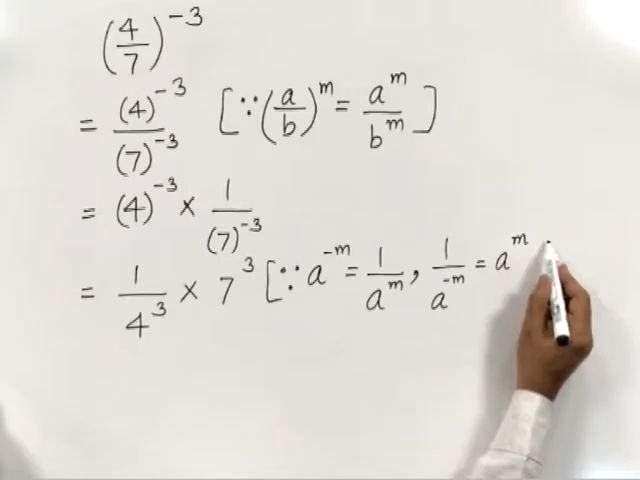 (4/7)^-3
= (4)^-3/(7)^-3 [∵(a/b)^m = a^m/b^m]
= (4)^-3 × 1/(7)^-3
= 1/4^3 × 7^3 [∵ a^-m = 1/a^m, 1/a^-m = a^m